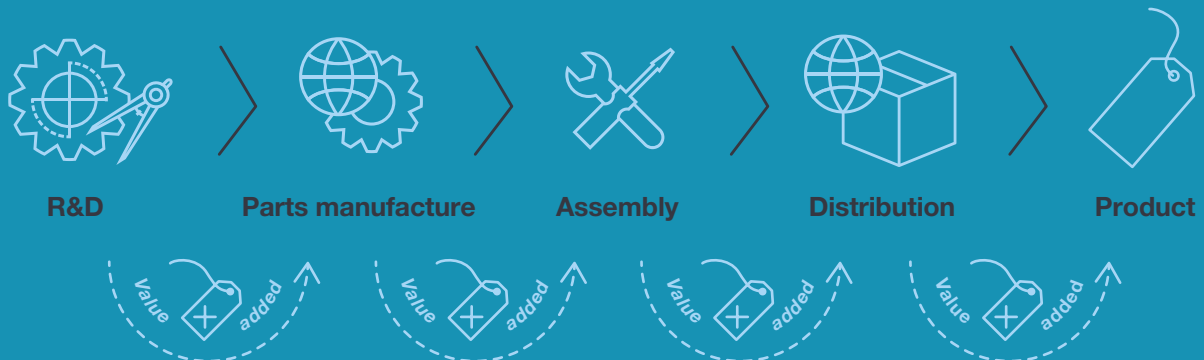 R&D
Parts manufacture
Assembly
Distribution
Product
Value added
Value added
Value added
Value added